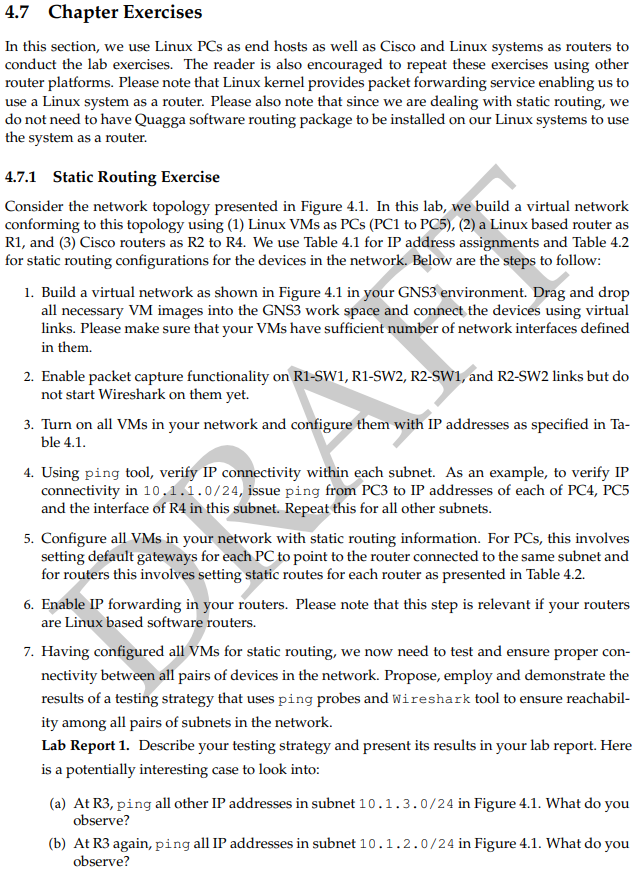 4.7 Chapter Exercises
In this section, we use Linux PCs as end hosts as well as Cisco and Linux systems as routers to
conduct the lab exercises. The reader is also encouraged to repeat these exercises using other
router platforms. Please note that Linux kernel provides packet forwarding service enabling us to
use a Linux system as a router. Please also note that since we are dealing with static routing, we
do not need to have Quagga software routing package to be installed on our Linux systems to use
the system as a router.
4.7.1 Static Routing Exercise
Consider the network topology presented in Figure 4.1. In this lab, we build a virtual network
conforming to this topology using (1) Linux VMs as PCs (PC1 to PC5), (2) a Linux based router as
R1, and (3) Cisco routers as R2 to R4. We use Table 4.1 for IP address assignments and Table 4.2
for static routing configurations for the devices in the network. Below are the steps to follow:
1. Build a virtual network as shown in Figure 4.1 in your GNS3 environment. Drag and drop
all necessary VM images into the GNS3 work space and connect the devices using virtual
links. Please make sure that your VMs have sufficient number of network interfaces defined
in them.
2. Enable packet capture functionality on R1-SW1, R1-SW2, R2-SW1, and R2-SW2 links but do
not start Wireshark on them yet.
3. Turn on all VMs in your network and configure them with IP addresses as specified in Ta-
ble 4.1.
4. Using ping tool, verify IP connectivity within each subnet. As an example, to verify IP
connectivity in 10.1.1.0/24, issue ping from PC3 to IP addresses of each of PC4, PC5
and the interface of R4 in this subnet. Repeat this for all other subnets.
5. Configure all VMs in your network with static routing information. For PCs, this involves
setting default gateways for each PC to point to the router connected to the same subnet and
for routers this involves setting static routes for each router as presented in Table 4.2.
6. Enable IP forwarding in your routers. Please note that this step is relevant if your routers
are Linux based software routers.
7. Having configured all VMs for static routing, we now need to test and ensure proper con-
nectivity between all pairs of devices in the network. Propose, employ and demonstrate the
results of a testing strategy that uses ping probes and Wireshark tool to ensure reachabil-
ity among all pairs of subnets in the network.
Lab Report 1. Describe your testing strategy and present its results in your lab report. Here
is a potentially interesting case to look into:
(a) At R3, ping all other IP addresses in subnet 10.1.3.0/24 in Figure 4.1. What do you
observe?
(b) At R3 again, ping all IP addresses in subnet 10.1.2.0/24 in Figure 4.1. What do you
observe?
DRAFT